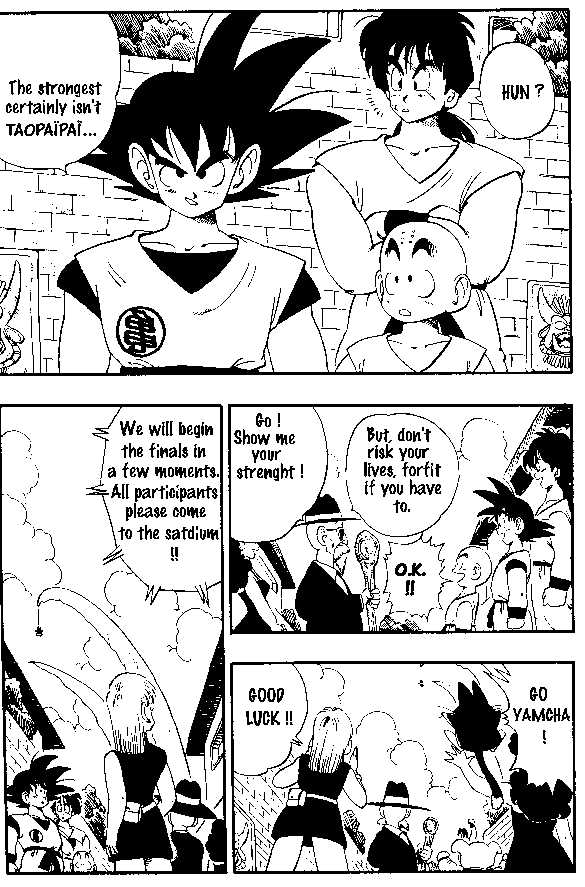 The strongest
certainly isn't
TAOPAÏPAÏ...
HUN ?
亀
We will begin
the finals in
a few moments.
All participants
please come
to the satdium
!!
Go !
Show me
your
strenght !
But, don't
risk your
lives, forfit
if you have
to.
O.K.
!!
GOOD
LUCK !!
GO
YAMCHA
!